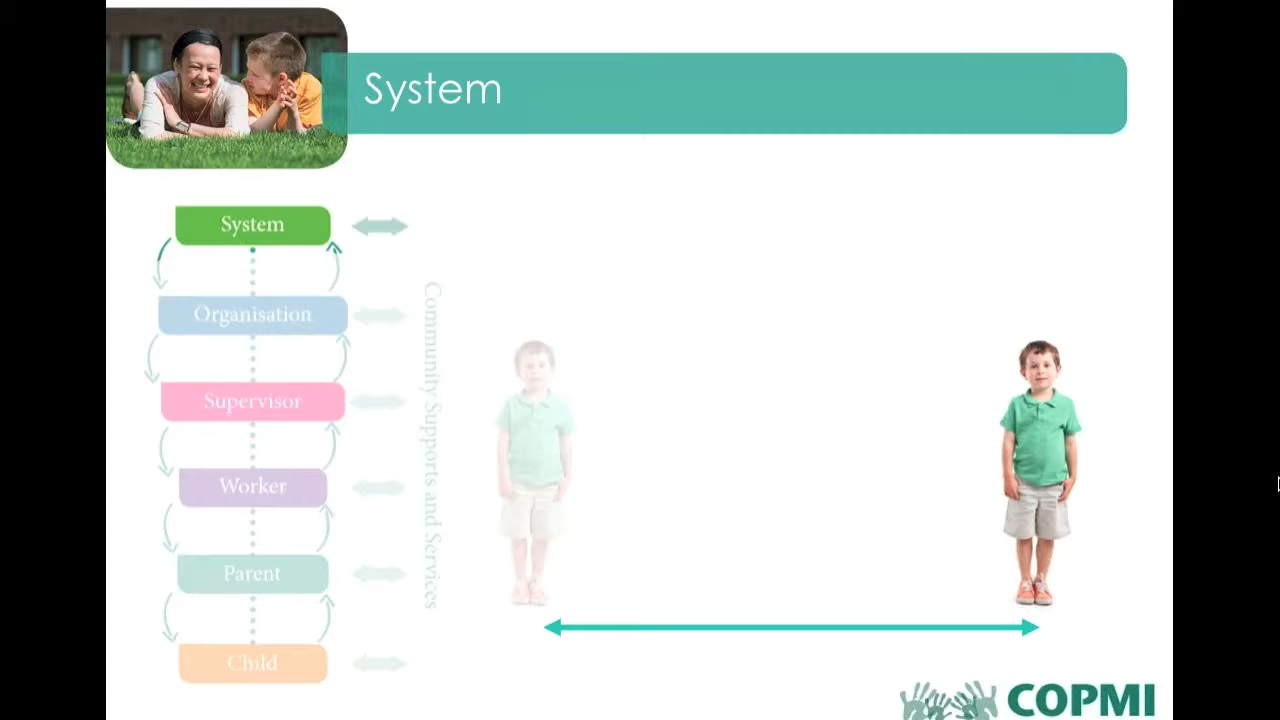 System
System
Organisation
Supervisor
Worker
Parent
Child
Community Supports and Services
COPMI